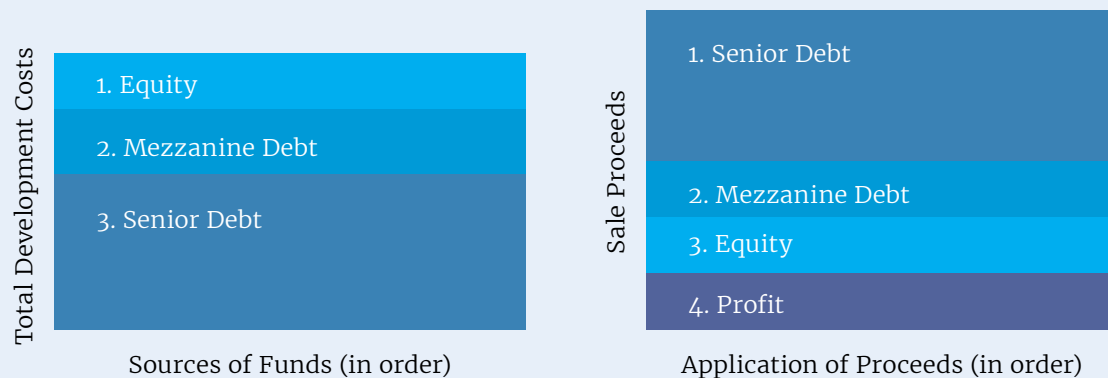 Total Development Costs
1. Equity
2. Mezzanine Debt
3. Senior Debt
Sources of Funds (in order)
Sale Proceeds
1. Senior Debt
2. Mezzanine Debt
3. Equity
4. Profit
Application of Proceeds (in order)